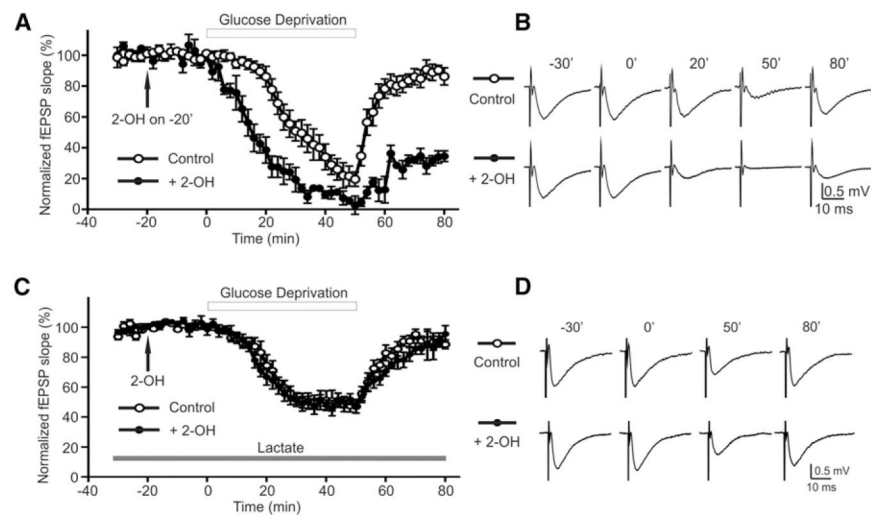 A
Glucose Deprivation
Normalized fEPSP slope (%)
100
80
60
40
20
0
2-OH on -20'
Control
+ 2-OH
-40 -20 0 20 40 60 80
Time (min)
B
-30' 0' 20' 50' 80'
Control
+ 2-OH
0.5 mV
10 ms
C
Glucose Deprivation
Normalized fEPSP slope (%)
100
80
60
40
20
0
2-OH
Control
+ 2-OH
Lactate
-40 -20 0 20 40 60 80
Time (min)
D
-30' 0' 50' 80'
Control
+ 2-OH
0.5 mV
10 ms